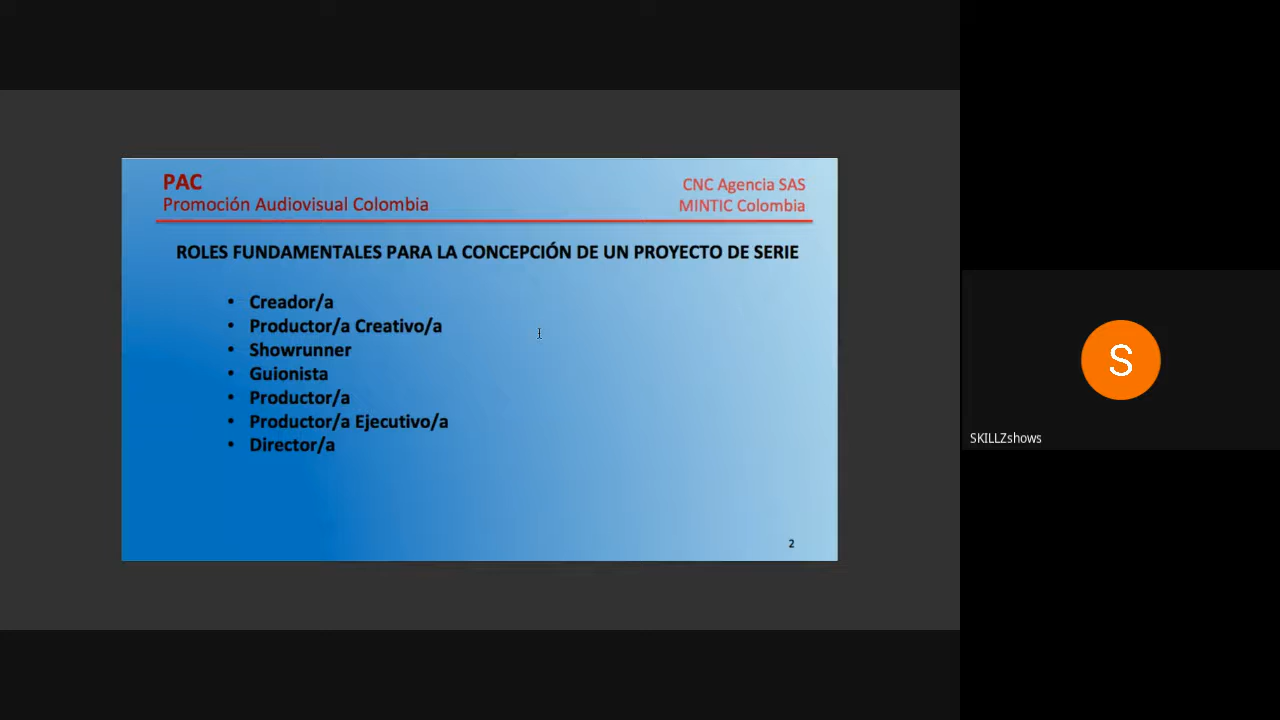 PAC
CNC Agencia SAS
Promoción Audiovisual Colombia
MINTIC Colombia
ROLES FUNDAMENTALES PARA LA CONCEPCIÓN DE UN PROYECTO DE SERIE
• Creador/a
• Productor/a Creativo/a
• Showrunner
• Guionista
• Productor/a
• Productor/a Ejecutivo/a
• Director/a
2
S
SKILLZshows